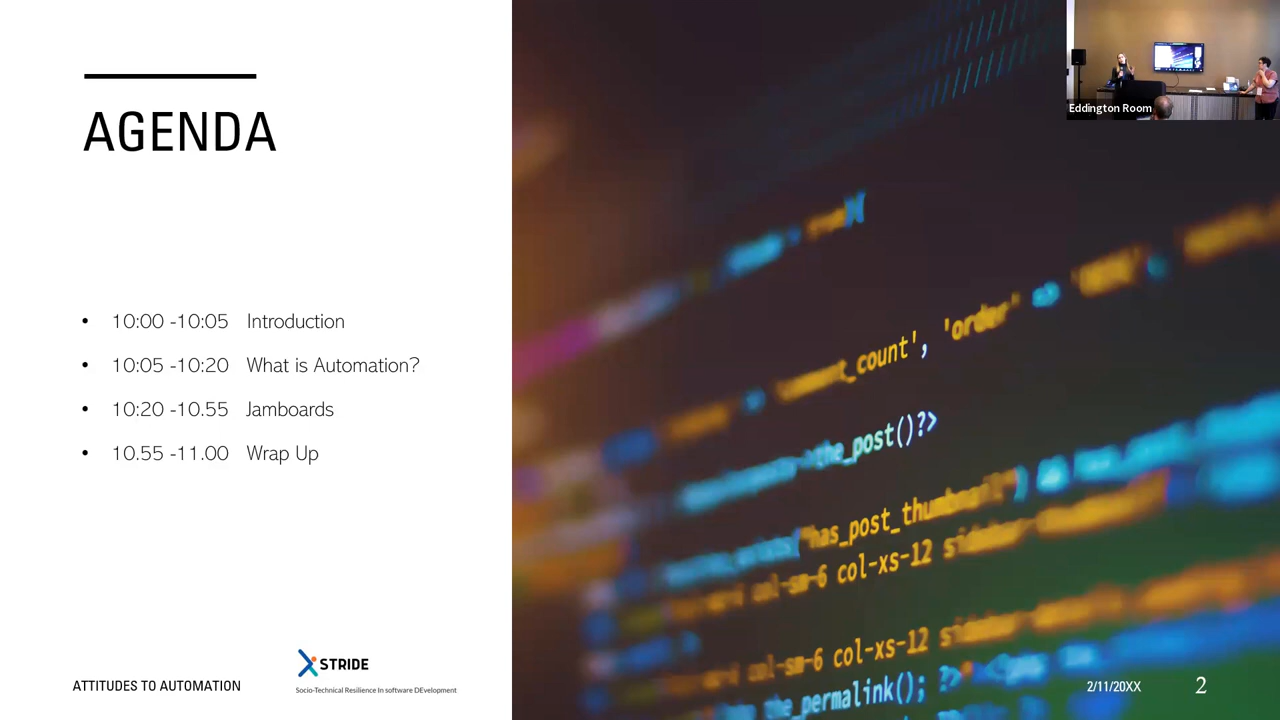 AGENDA
• 10:00 -10:05 Introduction
• 10:05 -10:20 What is Automation?
• 10:20 -10.55 Jamboards
• 10.55 -11.00 Wrap Up
ATTITUDES TO AUTOMATION
STRIDE
Socio-Technical Resilience In software DEvelopment
Eddington Room
_count', 'order'
the_post()?>
"has_post_thumbnail")
col-sm-6 col-xs-12
col-sm-6 col-xs-12
the_permalink(); ?>
2/11/20XX
2